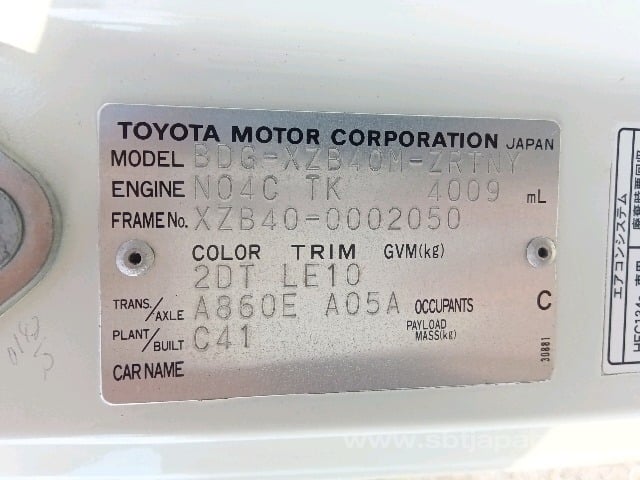 TOYOTA MOTOR CORPORATION JAPAN
MODEL BDG-XZB40M-ZRTNY
ENGINE N04C TK 4009 mL
FRAME No. XZB40-0002050
COLOR TRIM GVM(kg)
2DT LE10
TRANS./AXLE A860E A05A OCCUPANTS C
PLANT/BUILT C41 PAYLOAD MASS(kg)
CAR NAME
30881
エアコンシステム
HFC134
www.sbtjapan